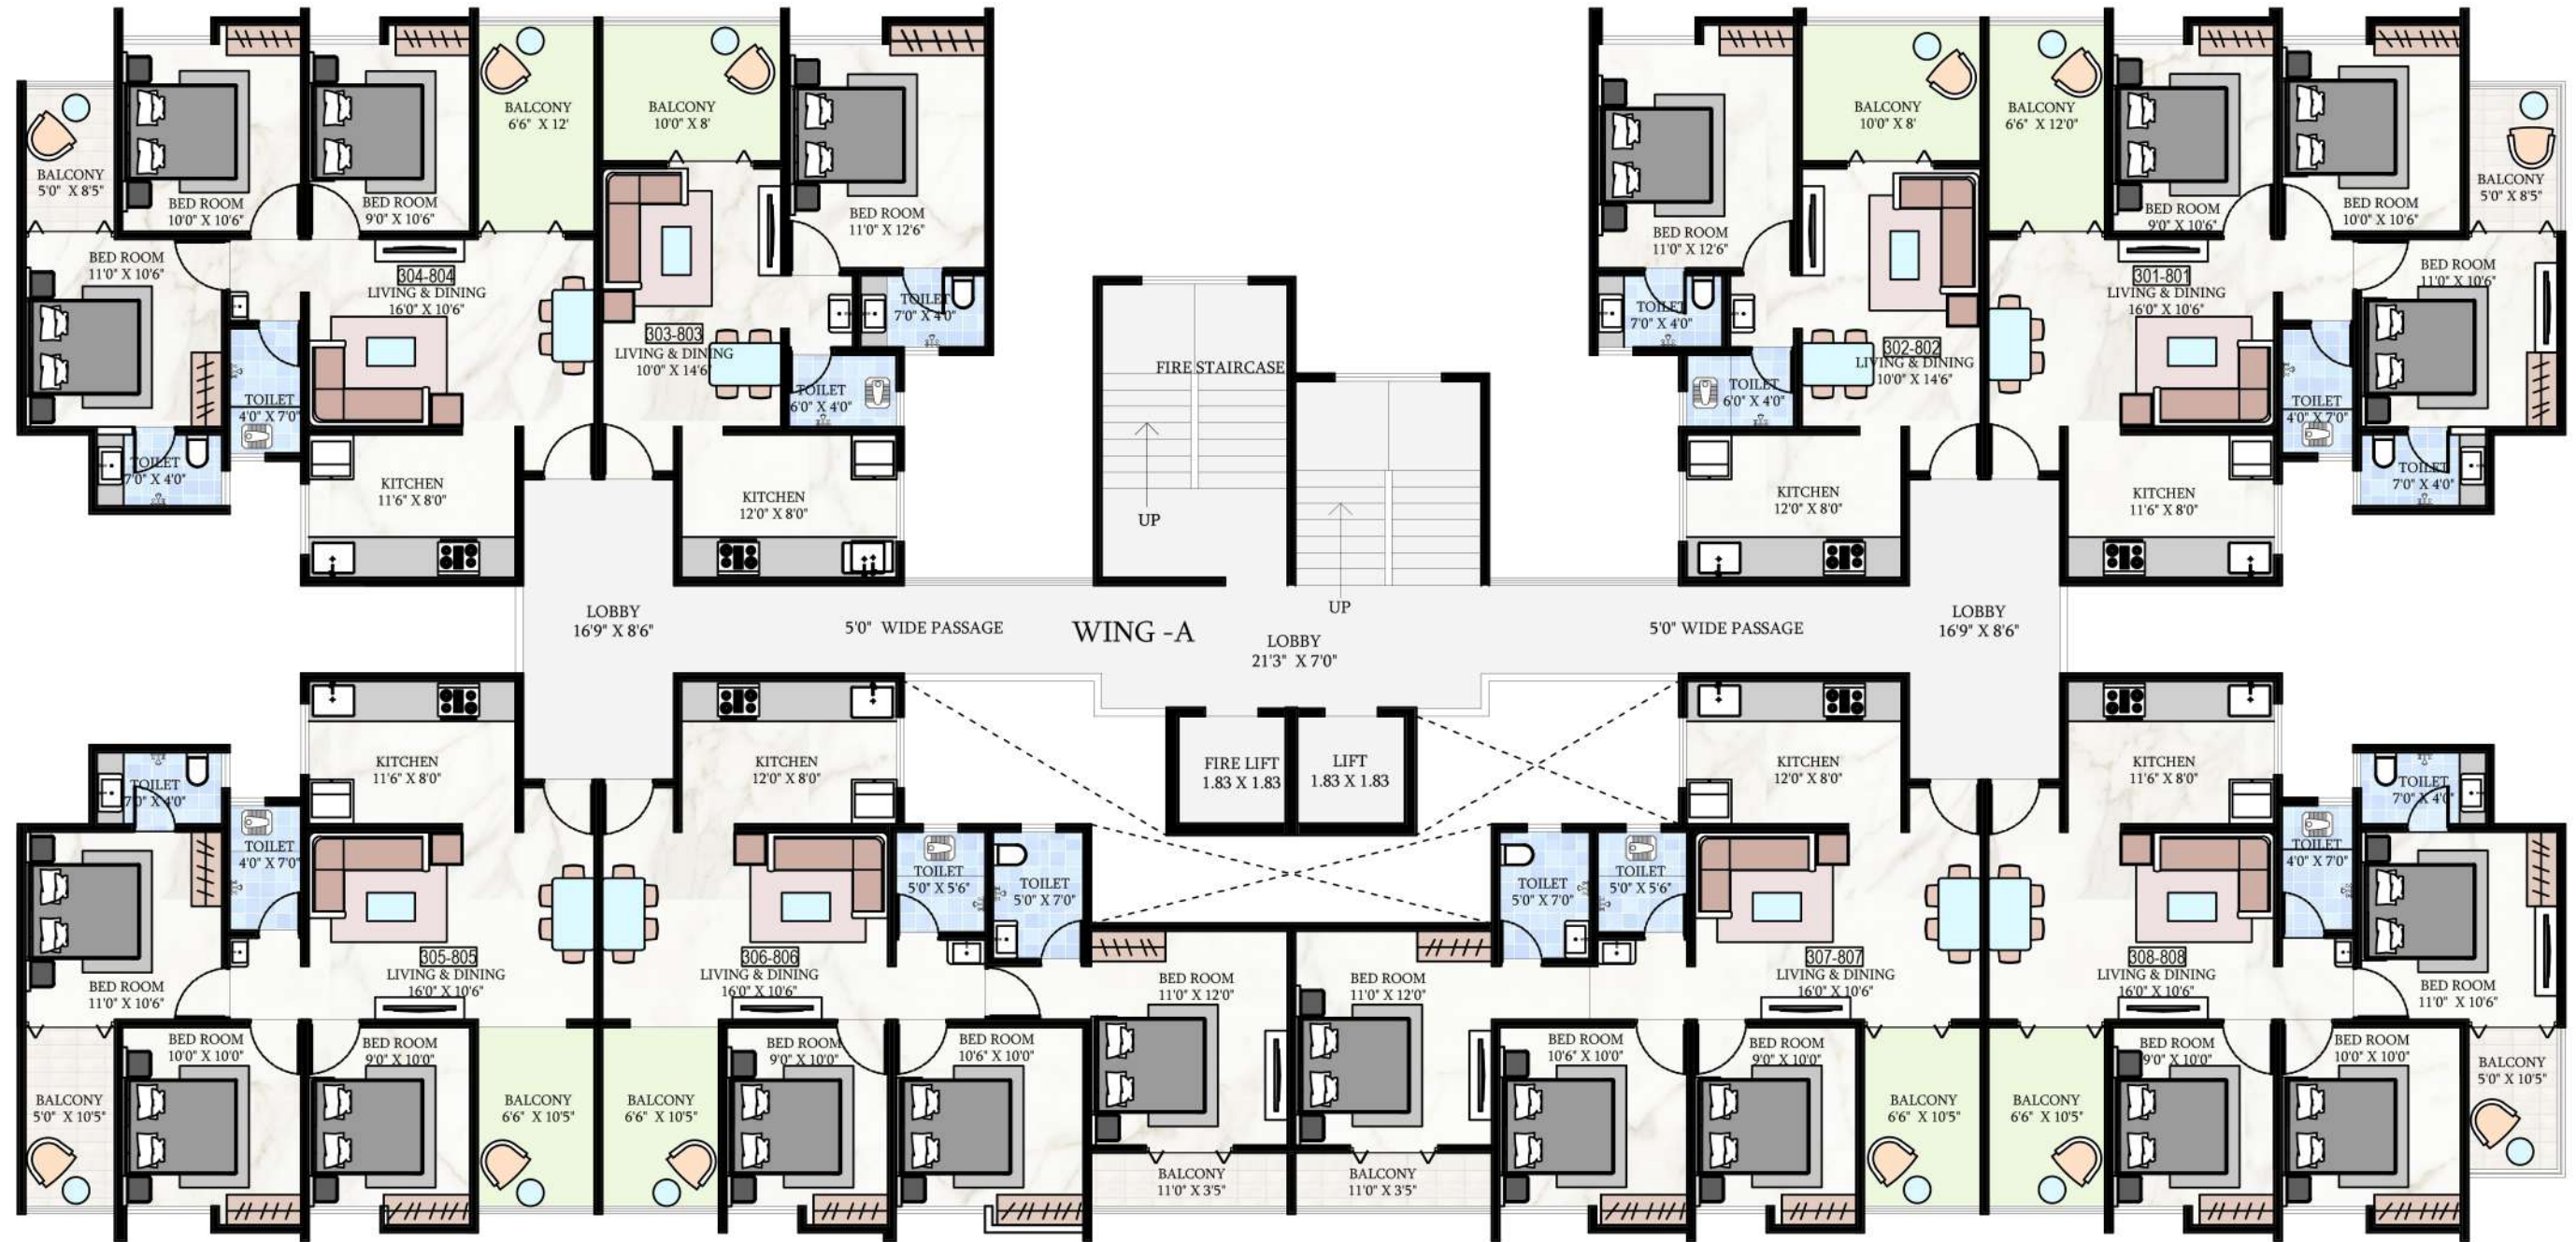 BALCONY
5'0" X 8'5"
BED ROOM
10'0" X 10'6"
BED ROOM
9'0" X 10'6"
BALCONY
6'6" X 12'
BALCONY
10'0" X 8'
BED ROOM
11'0" X 12'6"
BED ROOM
11'0" X 10'6"
304-804
LIVING & DINING
16'0" X 10'6"
TOILET
7'0" X 4'0"
303-803
LIVING & DINING
10'0" X 14'6"
TOILET
6'0" X 4'0"
TOILET
4'0" X 7'0"
TOILET
7'0" X 4'0"
KITCHEN
11'6" X 8'0"
KITCHEN
12'0" X 8'0"
FIRE STAIRCASE
UP
UP
BED ROOM
11'0" X 12'6"
BALCONY
10'0" X 8'
BALCONY
6'6" X 12'0"
BED ROOM
9'0" X 10'6"
BED ROOM
10'0" X 10'6"
BALCONY
5'0" X 8'5"
TOILET
7'0" X 4'0"
302-802
LIVING & DINING
10'0" X 14'6"
TOILET
6'0" X 4'0"
301-801
LIVING & DINING
16'0" X 10'6"
BED ROOM
11'0" X 10'6"
TOILET
4'0" X 7'0"
TOILET
7'0" X 4'0"
KITCHEN
12'0" X 8'0"
KITCHEN
11'6" X 8'0"
LOBBY
16'9" X 8'6"
5'0" WIDE PASSAGE
WING -A
LOBBY
21'3" X 7'0"
5'0" WIDE PASSAGE
LOBBY
16'9" X 8'6"
FIRE LIFT
1.83 X 1.83
LIFT
1.83 X 1.83
KITCHEN
11'6" X 8'0"
KITCHEN
12'0" X 8'0"
TOILET
7'0" X 4'0"
TOILET
4'0" X 7'0"
TOILET
5'0" X 5'6"
TOILET
5'0" X 7'0"
BED ROOM
11'0" X 10'6"
305-805
LIVING & DINING
16'0" X 10'6"
306-806
LIVING & DINING
16'0" X 10'6"
BED ROOM
11'0" X 12'0"
BALCONY
5'0" X 10'5"
BED ROOM
10'0" X 10'0"
BED ROOM
9'0" X 10'0"
BALCONY
6'6" X 10'5"
BALCONY
6'6" X 10'5"
BED ROOM
9'0" X 10'0"
BED ROOM
10'6" X 10'0"
BALCONY
11'0" X 3'5"
KITCHEN
12'0" X 8'0"
KITCHEN
11'6" X 8'0"
TOILET
7'0" X 4'0"
TOILET
5'0" X 7'0"
TOILET
5'0" X 5'6"
TOILET
4'0" X 7'0"
BED ROOM
11'0" X 12'0"
307-807
LIVING & DINING
16'0" X 10'6"
308-808
LIVING & DINING
16'0" X 10'6"
BED ROOM
11'0" X 10'6"
BED ROOM
10'6" X 10'0"
BED ROOM
9'0" X 10'0"
BALCONY
6'6" X 10'5"
BALCONY
6'6" X 10'5"
BED ROOM
9'0" X 10'0"
BED ROOM
10'0" X 10'0"
BALCONY
5'0" X 10'5"
BALCONY
11'0" X 3'5"